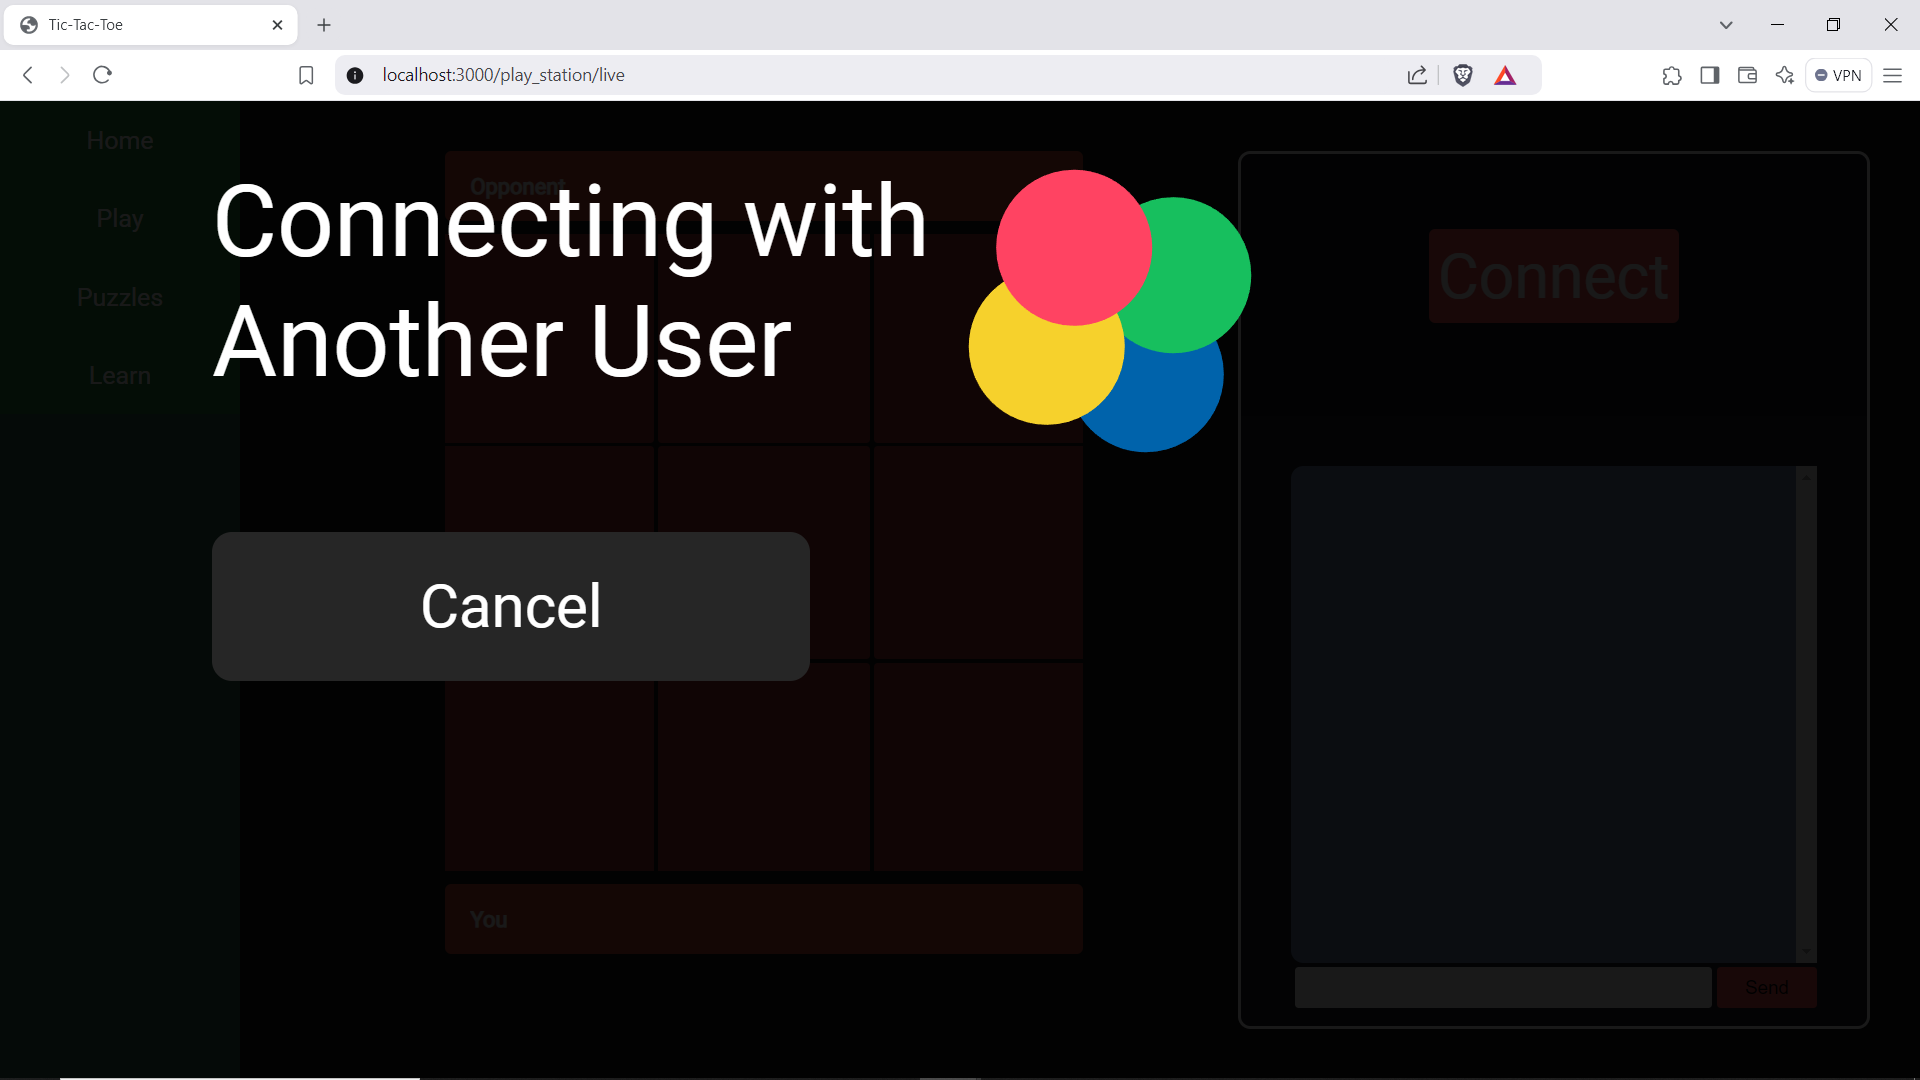 Tic-Tac-Toe
localhost:3000/play_station/live
VPN
Home
Play
Puzzles
Learn
Opponent
Connecting with
Another User
Connect
Cancel
You
Send